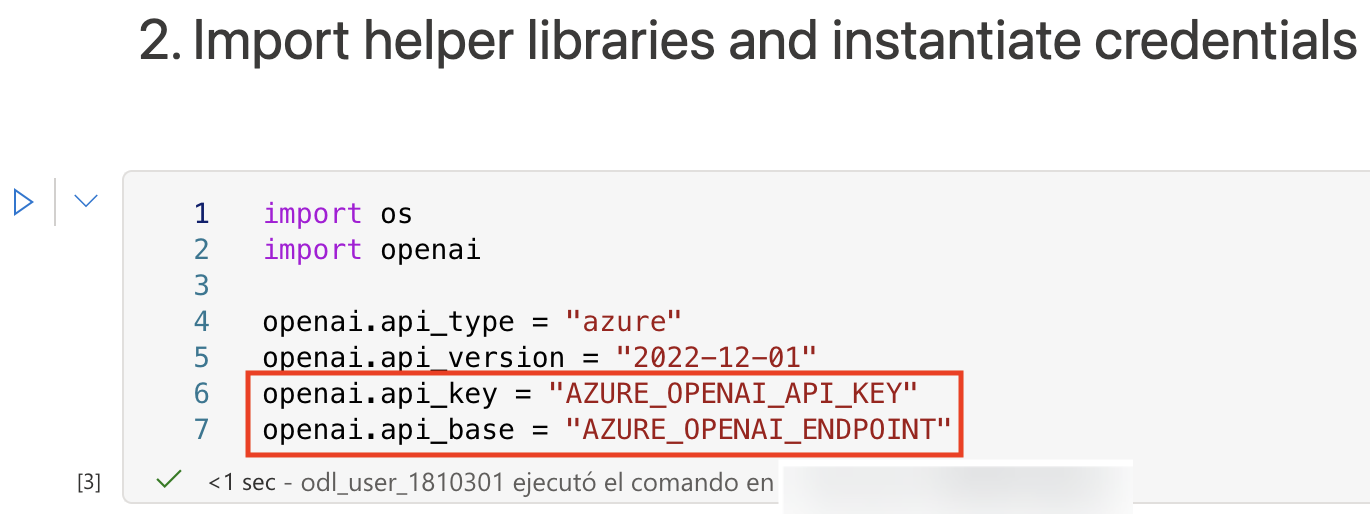 2. Import helper libraries and instantiate credentials
1 import os
2 import openai
3
4 openai.api_type = "azure"
5 openai.api_version = "2022-12-01"
6 openai.api_key = "AZURE_OPENAI_API_KEY"
7 openai.api_base = "AZURE_OPENAI_ENDPOINT"
[3] <1 sec - odl_user_1810301 ejecutó el comando en